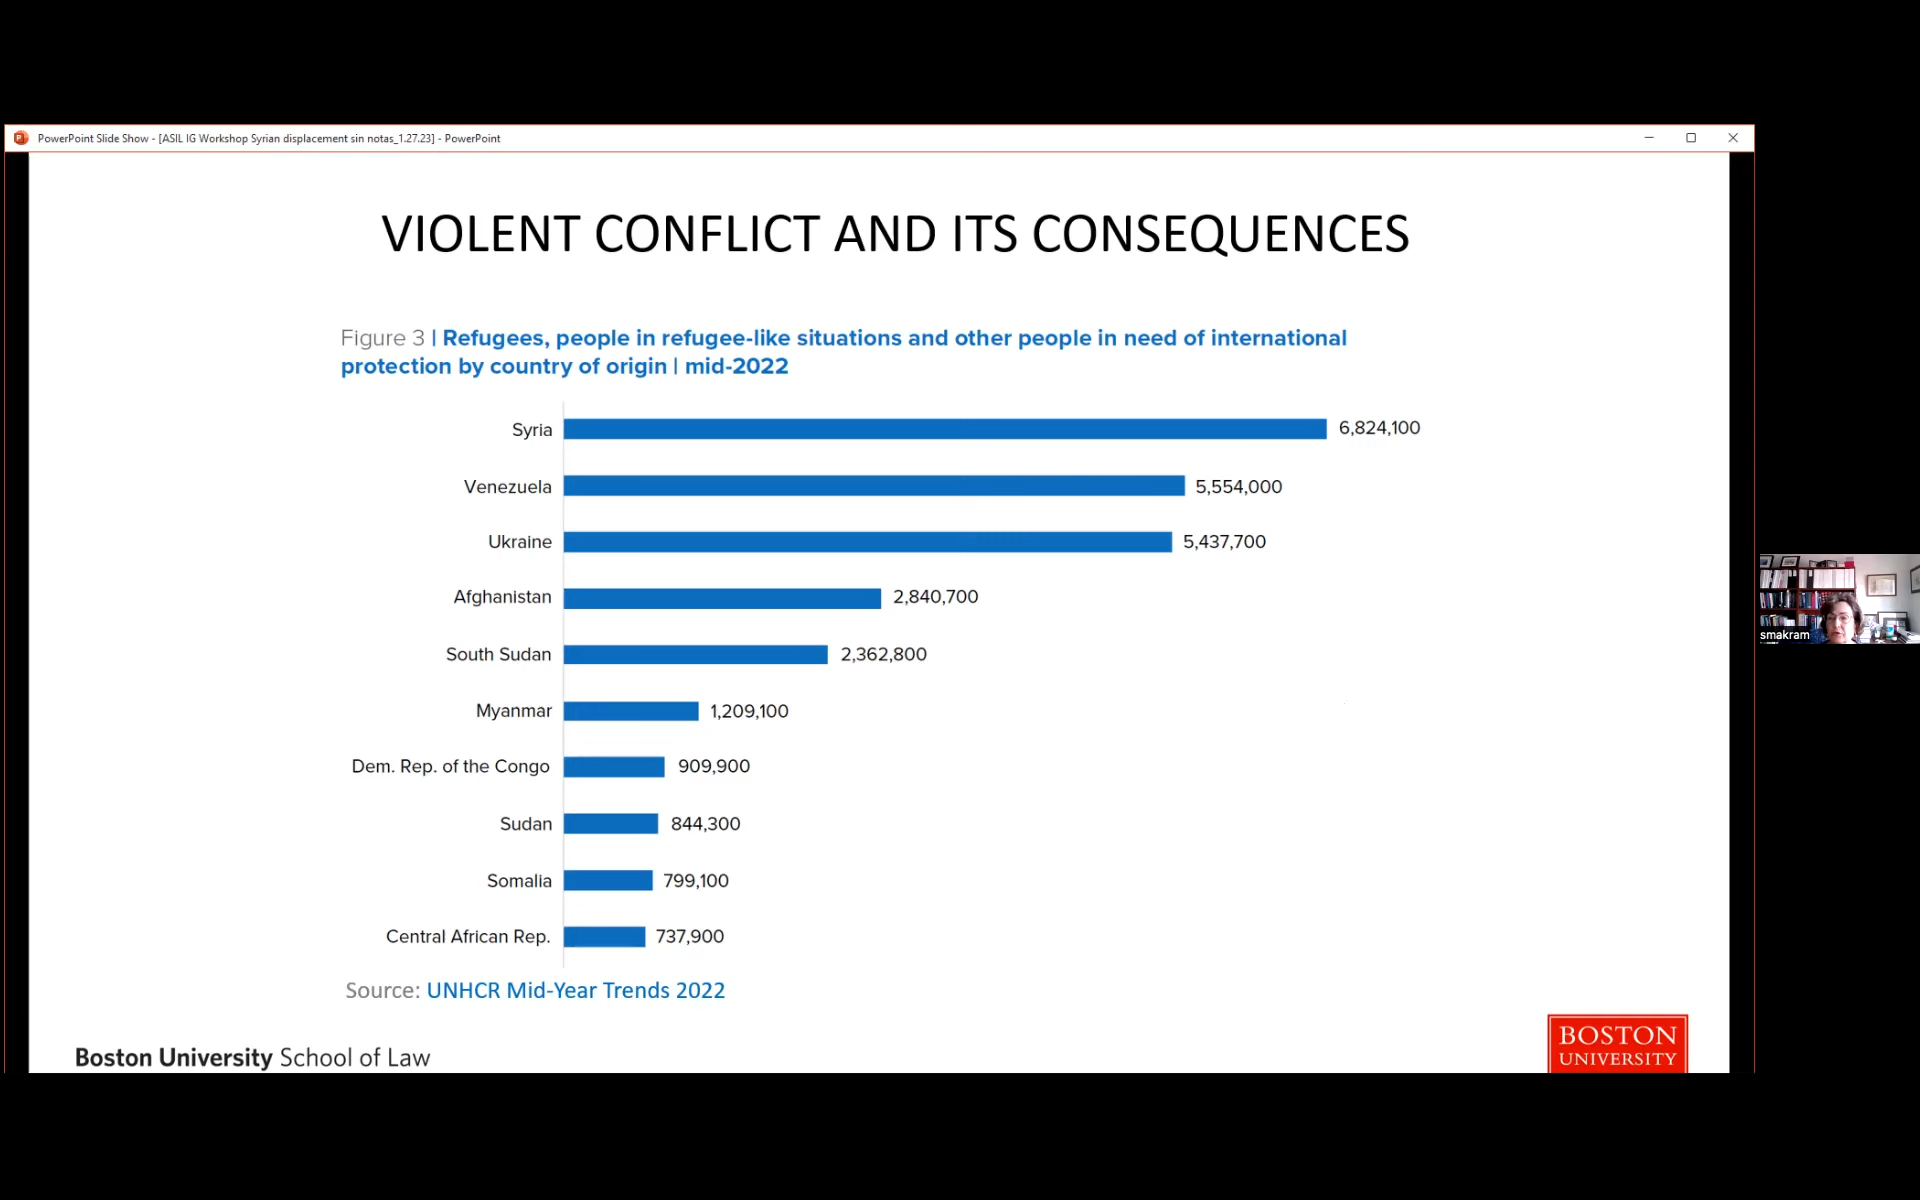 PowerPoint Slide Show - [ASIL IG Workshop Syrian displacement sin notas_1.27.23] - PowerPoint
VIOLENT CONFLICT AND ITS CONSEQUENCES
Figure 3 | Refugees, people in refugee-like situations and other people in need of international
protection by country of origin | mid-2022
Syria 6,824,100
Venezuela 5,554,000
Ukraine 5,437,700
Afghanistan 2,840,700
South Sudan 2,362,800
Myanmar 1,209,100
Dem. Rep. of the Congo 909,900
Sudan 844,300
Somalia 799,100
Central African Rep. 737,900
Source: UNHCR Mid-Year Trends 2022
Boston University School of Law
BOSTON
UNIVERSITY
smakram